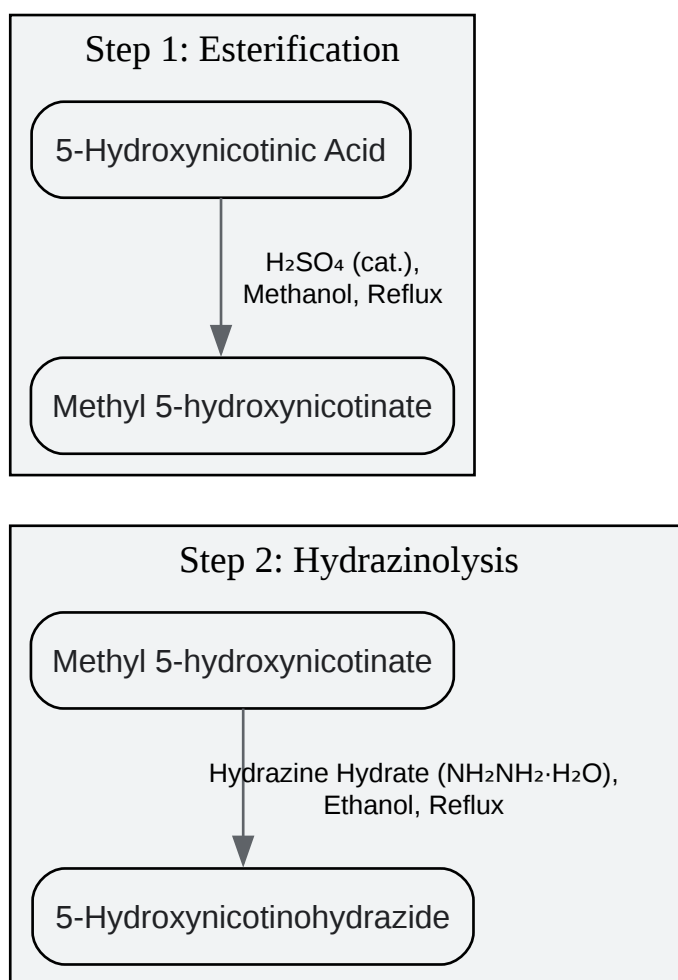 Step 1: Esterification
5-Hydroxynicotinic Acid
H₂SO₄ (cat.),
Methanol, Reflux
Methyl 5-hydroxynicotinate
Step 2: Hydrazinolysis
Methyl 5-hydroxynicotinate
Hydrazine Hydrate (NH₂NH₂·H₂O),
Ethanol, Reflux
5-Hydroxynicotinohydrazide